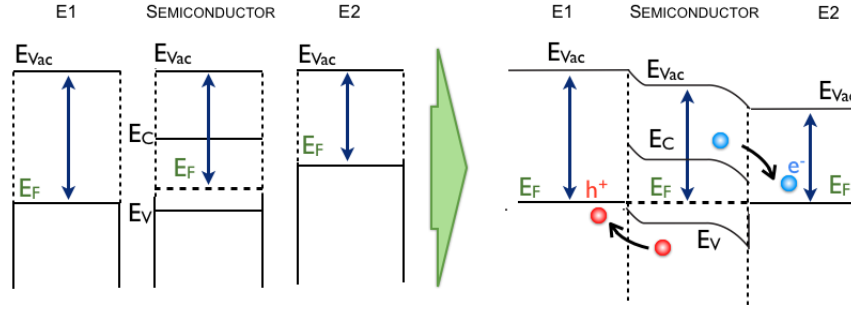 E1 SEMICONDUCTOR E2 E1 SEMICONDUCTOR E2
EVac EVac EVac EVac EVac EVac
EC EF EC e-
EF EF EF h+ EF EF
EV EV